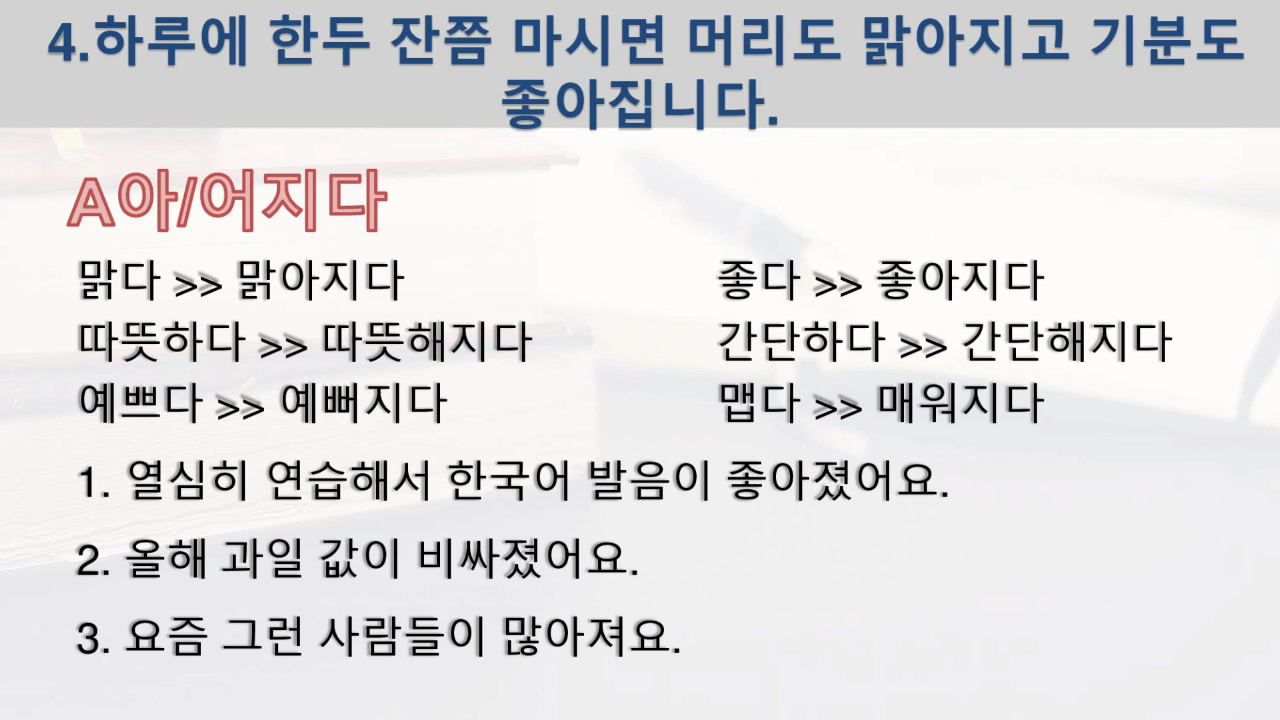 4.하루에 한두 잔쯤 마시면 머리도 맑아지고 기분도
좋아집니다.
A아/어지다
맑다 >> 맑아지다
좋다 >> 좋아지다
따뜻하다 >> 따뜻해지다
간단하다 >> 간단해지다
예쁘다 >> 예뻐지다
맵다 >> 매워지다
1. 열심히 연습해서 한국어 발음이 좋아졌어요.
2. 올해 과일 값이 비싸졌어요.
3. 요즘 그런 사람들이 많아져요.